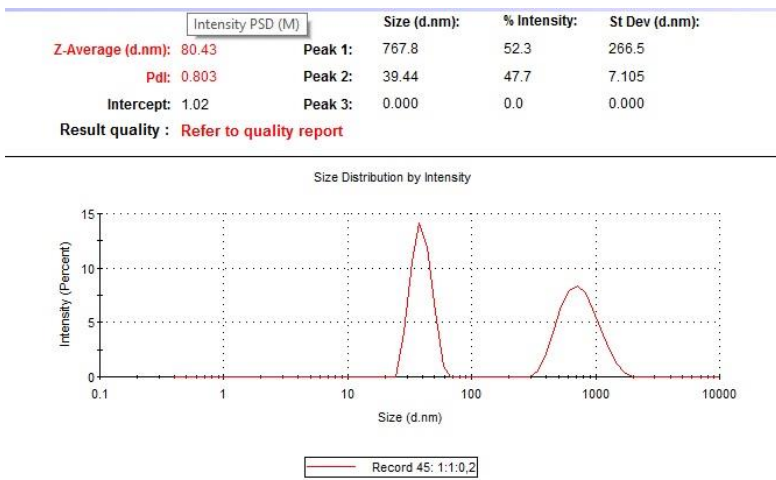 Intensity PSD (M)
Size (d.nm): % Intensity: St Dev (d.nm):
Z-Average (d.nm): 80.43 Peak 1: 767.8 52.3 266.5
PdI: 0.803 Peak 2: 39.44 47.7 7.105
Intercept: 1.02 Peak 3: 0.000 0.0 0.000
Result quality : Refer to quality report
Size Distribution by Intensity
Intensity (Percent)
15
10
5
0
0.1 1 10 100 1000 10000
Size (d.nm)
Record 45: 1:1:0,2